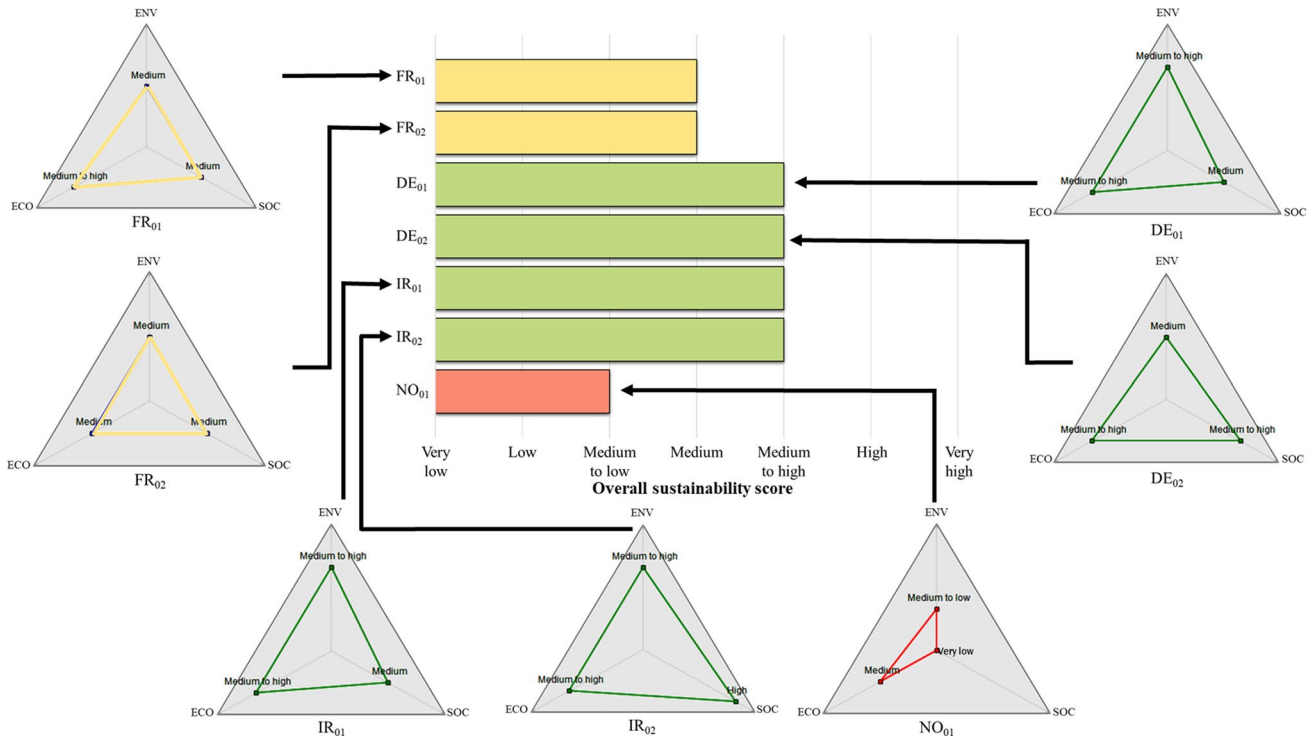 ENV
Medium
Medium to high
Medium
ECO
SOC
FR01
ENV
Medium
Medium
Medium
ECO
SOC
FR02
FR01
FR02
DE01
DE02
IR01
IR02
NO01
Very low
Low
Medium to low
Medium
Medium to high
High
Very high
Overall sustainability score
ENV
Medium to high
Medium to high
Medium
ECO
SOC
DE01
ENV
Medium
Medium to high
Medium to high
ECO
SOC
DE02
ENV
Medium to high
Medium to high
Medium
ECO
SOC
IR01
ENV
Medium to high
Medium to high
High
ECO
SOC
IR02
ENV
Medium to low
Very low
Medium
ECO
SOC
NO01